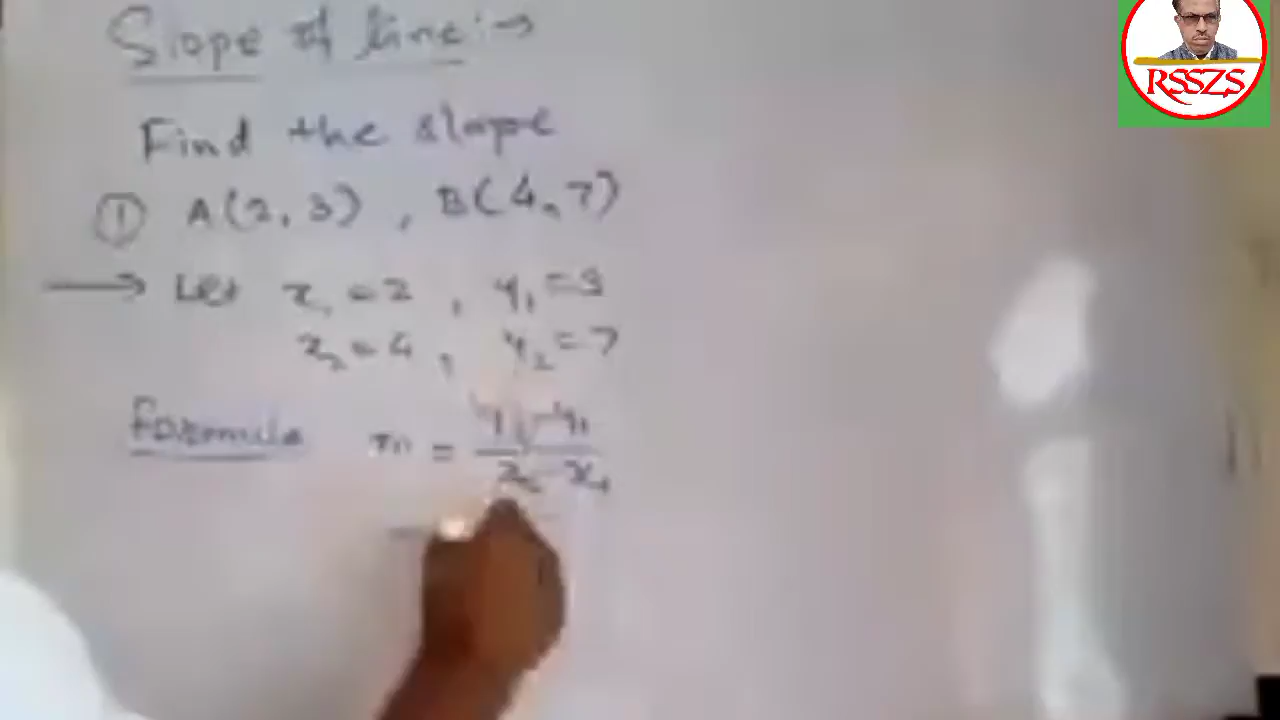 Slope of line :→
Find the slope
① A(2, 3) , B(4, 7)
→ Let x₁ = 2 , y₁ = 3
x₂ = 4 , y₂ = 7
Formula m = y₂ - y₁ / x₂ - x₁
RSSZS